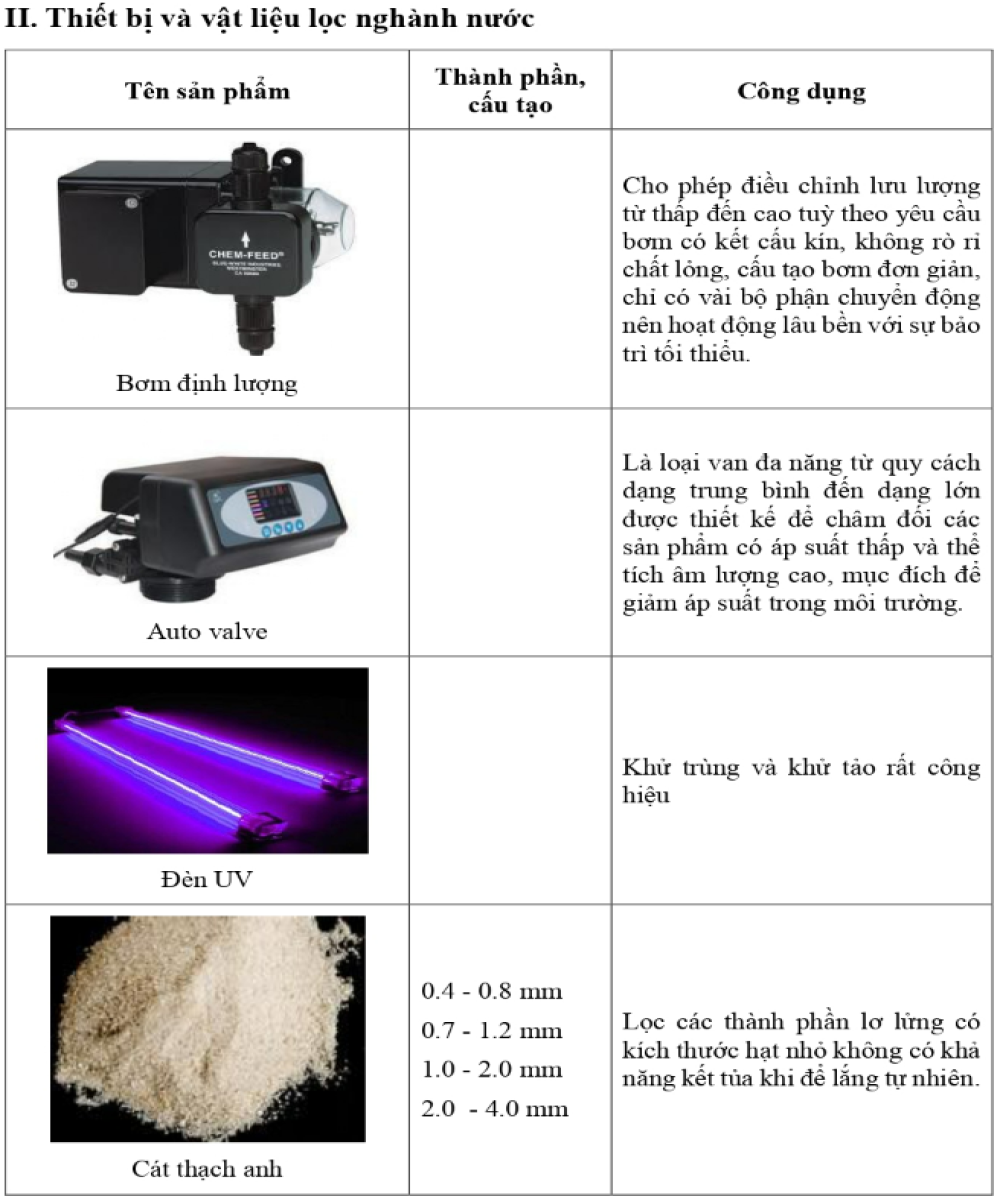 II. Thiết bị và vật liệu lọc nghành nước
Tên sản phẩm
Thành phần,
cấu tạo
Công dụng
CHEM-FEED®
Bơm định lượng
Cho phép điều chỉnh lưu lượng
từ thấp đến cao tuỳ theo yêu cầu
bơm có kết cấu kín, không rò rỉ
chất lỏng, cấu tạo bơm đơn giản,
chỉ có vài bộ phận chuyển động
nên hoạt động lâu bền với sự bảo
trì tối thiểu.
Auto valve
Là loại van đa năng từ quy cách
dạng trung bình đến dạng lớn
được thiết kế để châm đối các
sản phẩm có áp suất thấp và thể
tích âm lượng cao, mục đích để
giảm áp suất trong môi trường.
Đèn UV
Khử trùng và khử tảo rất công
hiệu
Cát thạch anh
0.4 - 0.8 mm
0.7 - 1.2 mm
1.0 - 2.0 mm
2.0 - 4.0 mm
Lọc các thành phần lơ lửng có
kích thước hạt nhỏ không có khả
năng kết tủa khi để lắng tự nhiên.